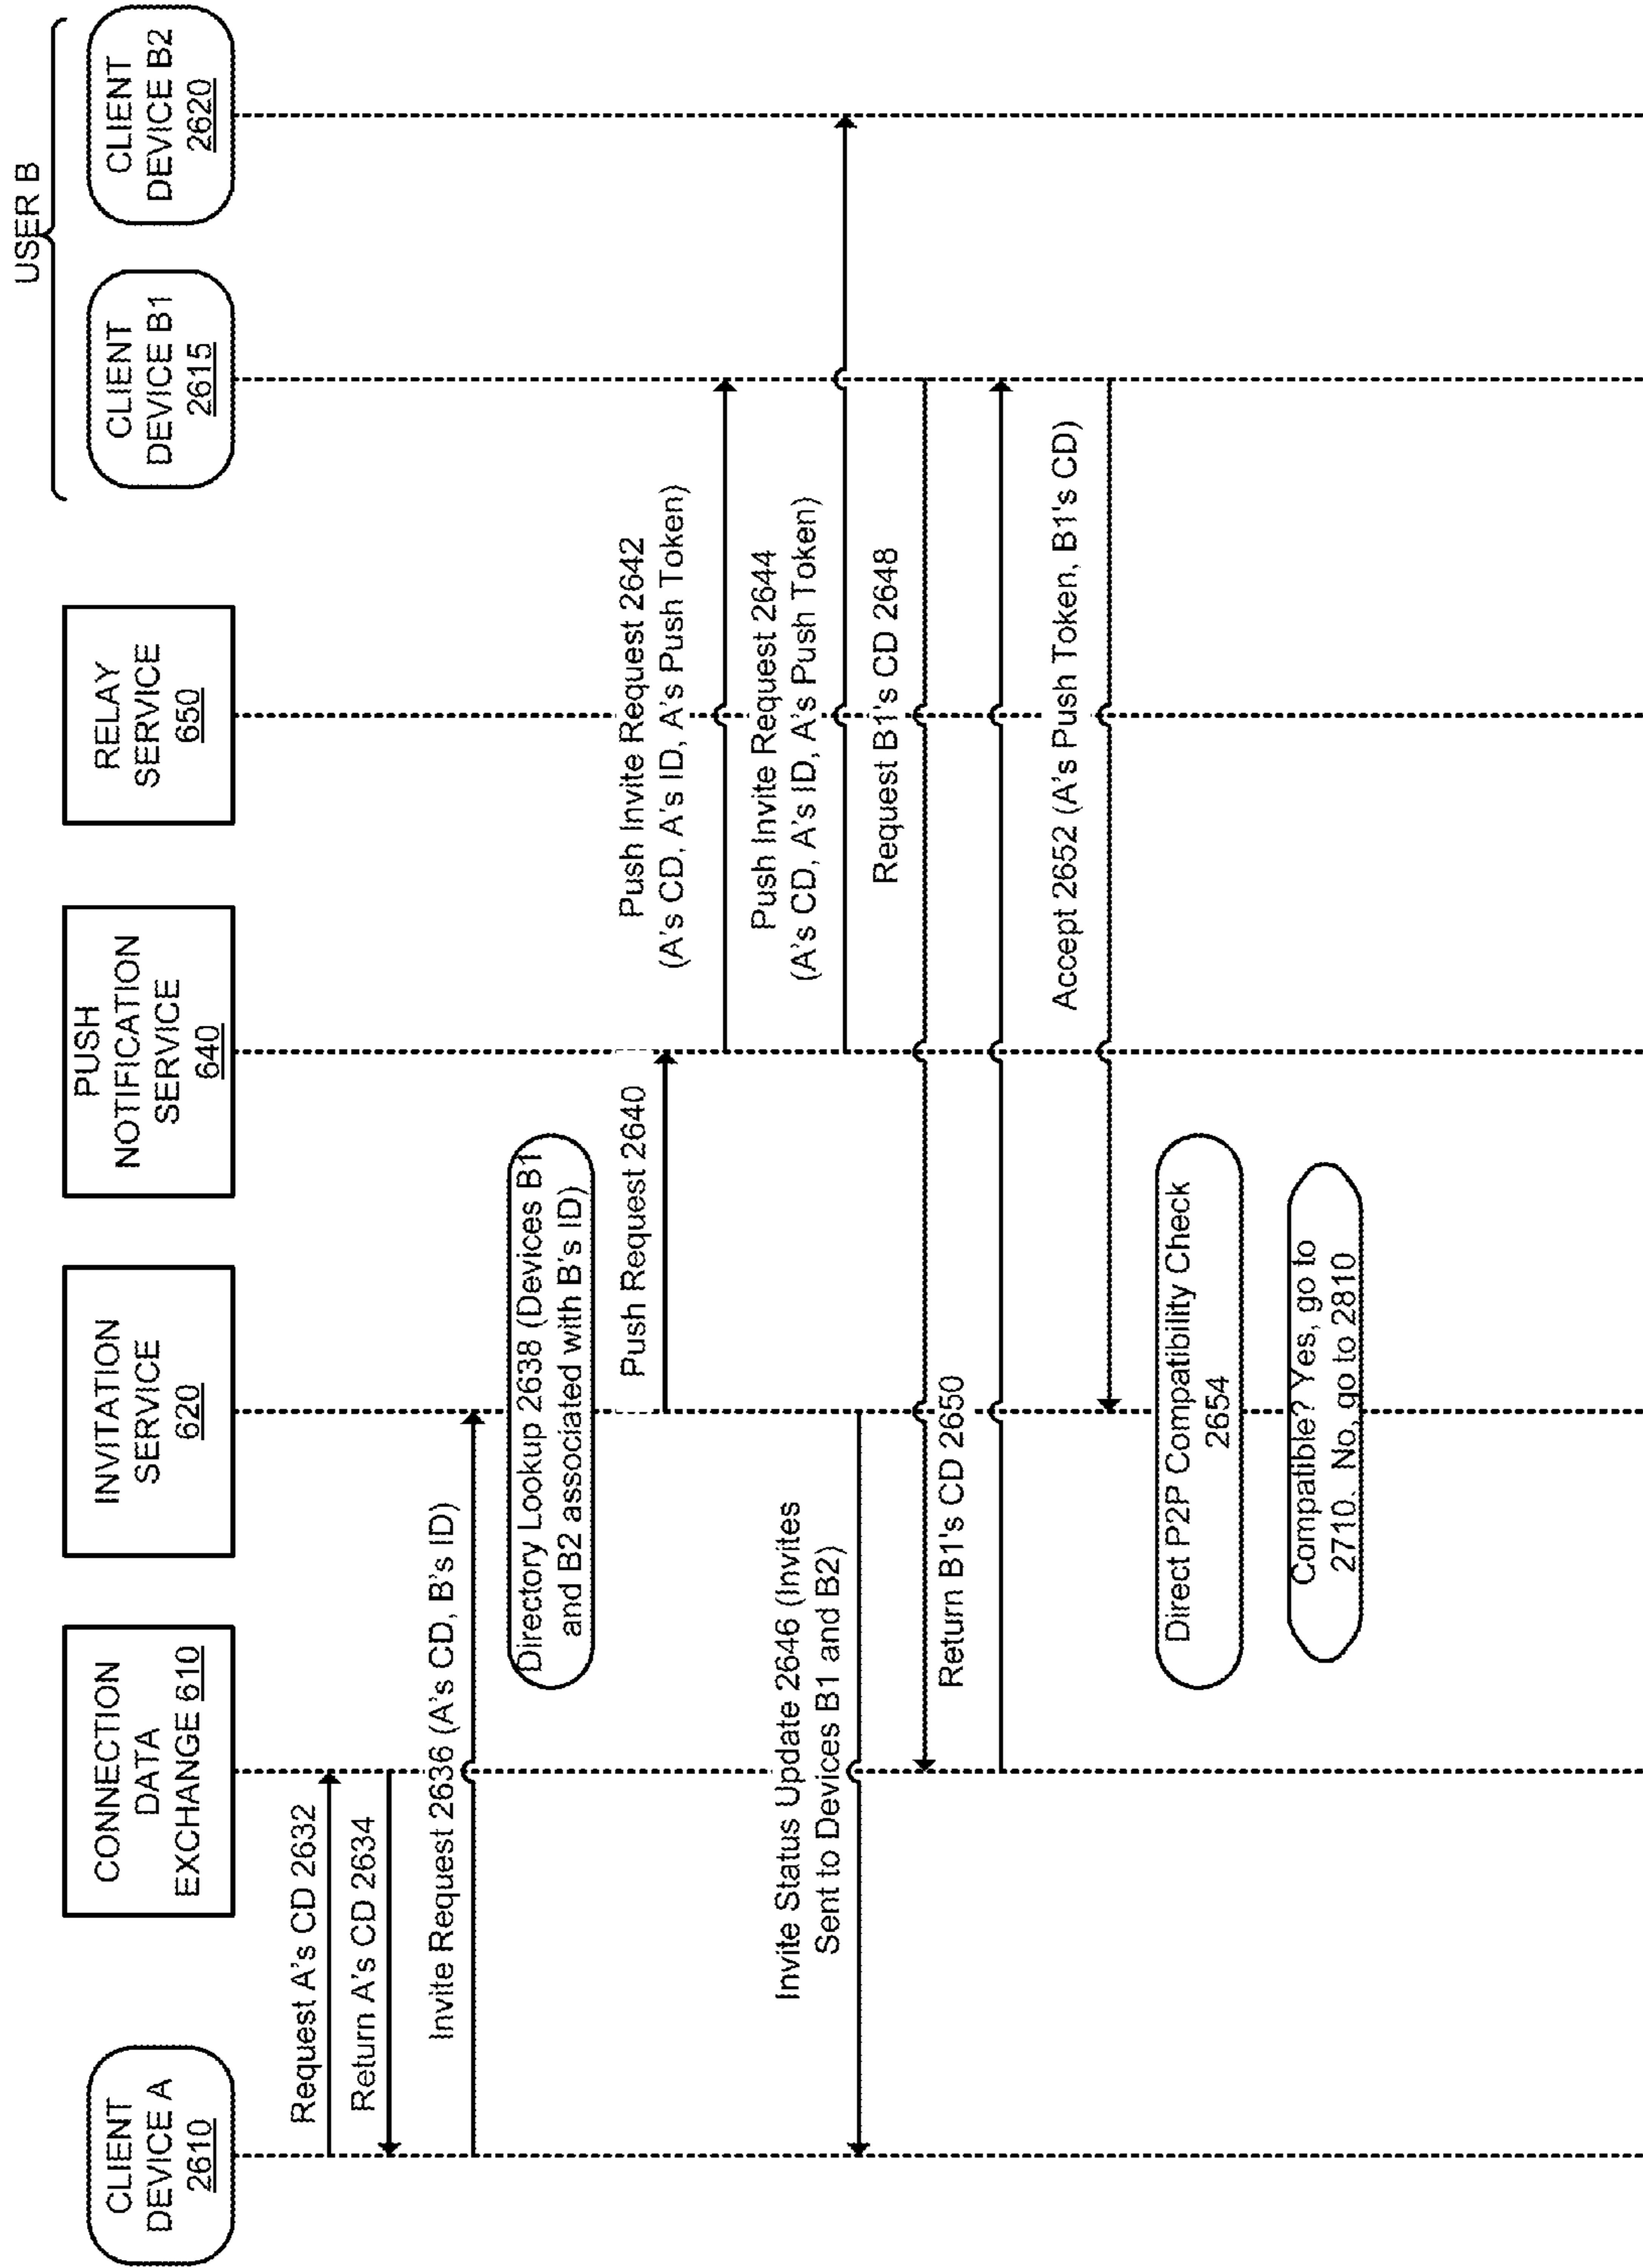 USER B
CLIENT
DEVICE A
2610
CONNECTION
DATA
EXCHANGE 610
INVITATION
SERVICE
620
PUSH
NOTIFICATION
SERVICE
640
RELAY
SERVICE
650
CLIENT
DEVICE B1
2615
CLIENT
DEVICE B2
2620
Request A's CD 2632
Return A's CD 2634
Invite Request 2636 (A's CD, B's ID)
Directory Lookup 2638 (Devices B1
and B2 associated with B's ID)
Push Request 2640
Push Invite Request 2642
(A's CD, A's ID, A's Push Token)
Push Invite Request 2644
(A's CD, A's ID, A's Push Token)
Invite Status Update 2646 (Invites
Sent to Devices B1 and B2)
Request B1's CD 2648
Return B1's CD 2650
Accept 2652 (A's Push Token, B1's CD)
Direct P2P Compatibility Check
2654
Compatible? Yes, go to
2710. No, go to 2810